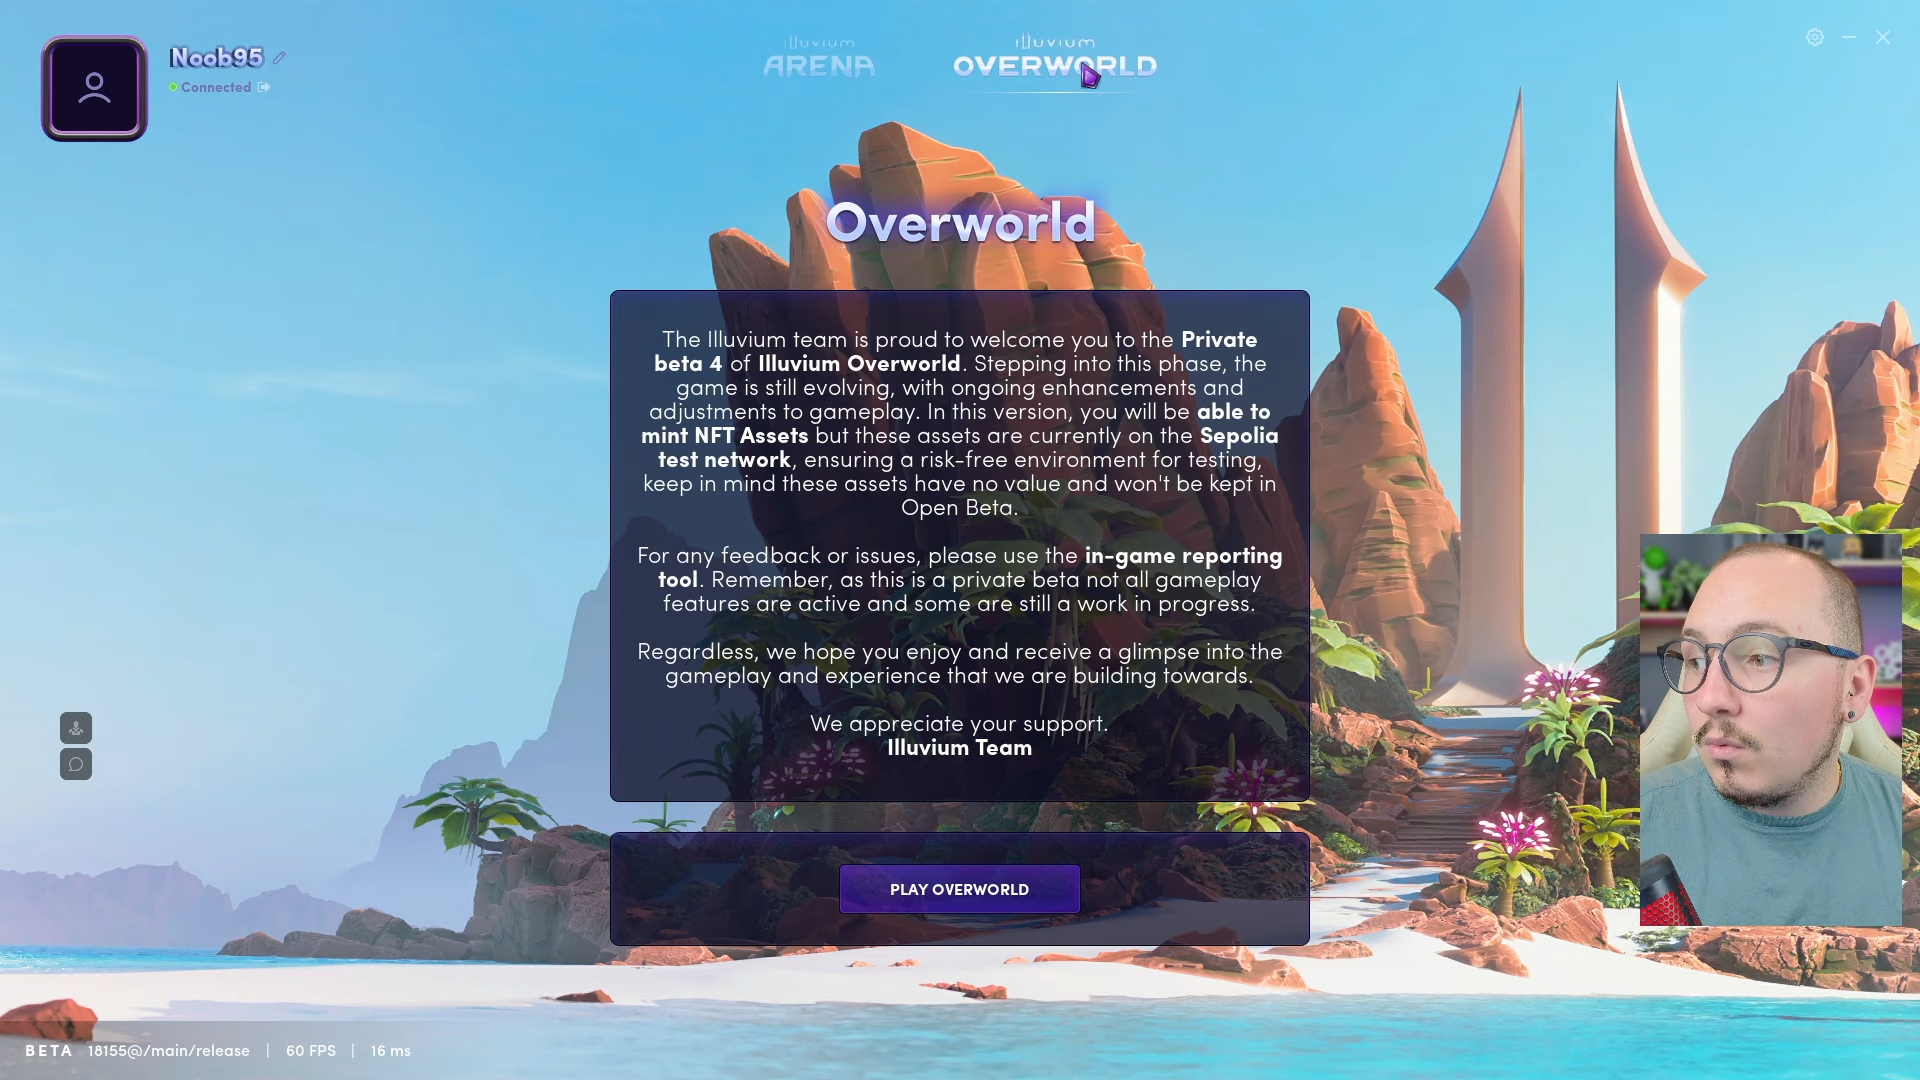 Noob95
Connected
illuvium
ARENA
illuvium
OVERWORLD
Overworld
The Illuvium team is proud to welcome you to the Private
beta 4 of Illuvium Overworld. Stepping into this phase, the
game is still evolving, with ongoing enhancements and
adjustments to gameplay. In this version, you will be able to
mint NFT Assets but these assets are currently on the Sepolia
test network, ensuring a risk-free environment for testing,
keep in mind these assets have no value and won't be kept in
Open Beta.
For any feedback or issues, please use the in-game reporting
tool. Remember, as this is a private beta not all gameplay
features are active and some are still a work in progress.
Regardless, we hope you enjoy and receive a glimpse into the
gameplay and experience that we are building towards.
We appreciate your support.
Illuvium Team
PLAY OVERWORLD
BETA 18155@/main/release | 60 FPS | 16 ms